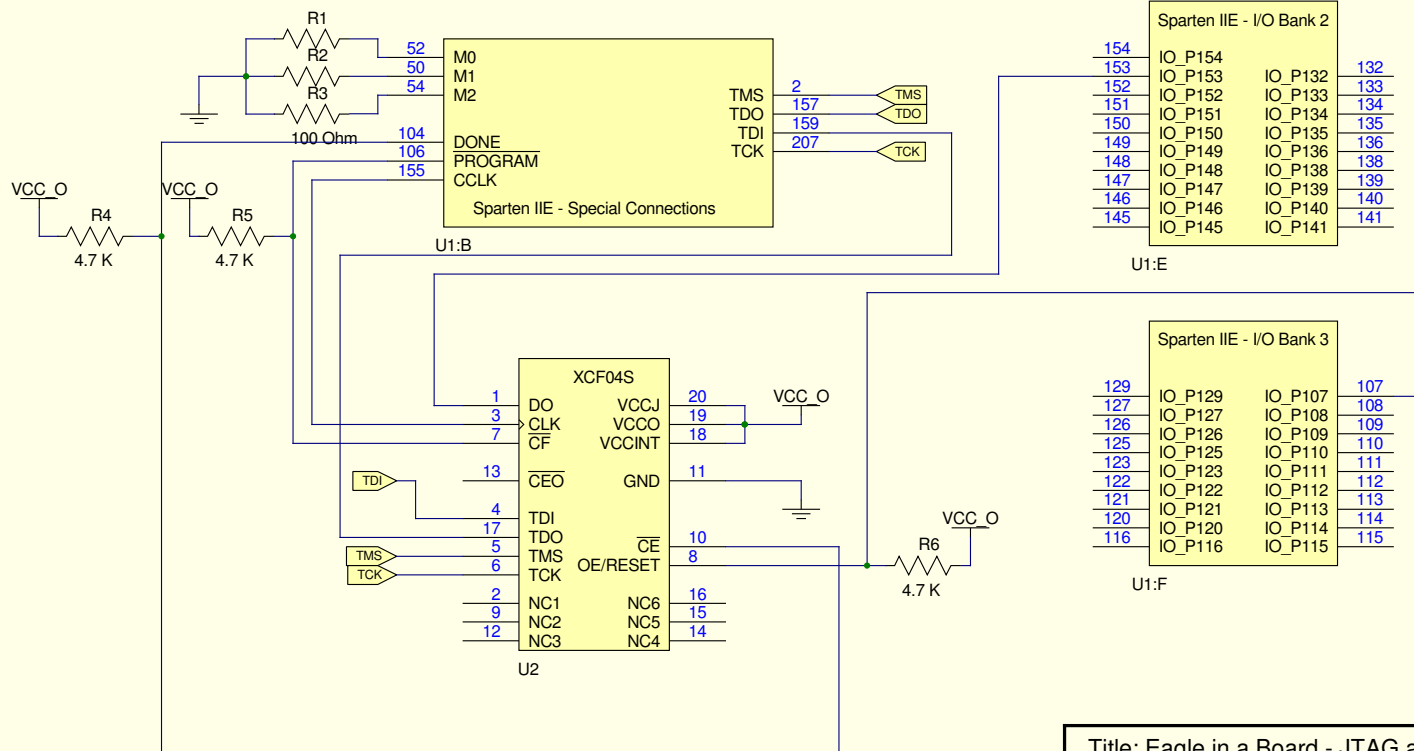 R1
R2
R3
100 Ohm
52 M0
50 M1
54 M2
104 DONE
106 PROGRAM
155 CCLK
TMS 2 TMS
TDO 157 TDO
TDI 159
TCK 207 TCK
Sparten IIE - Special Connections
U1:B
VCC_O
R4
4.7 K
VCC_O
R5
4.7 K
Sparten IIE - I/O Bank 2
154 IO_P154
153 IO_P153 IO_P132 132
152 IO_P152 IO_P133 133
151 IO_P151 IO_P134 134
150 IO_P150 IO_P135 135
149 IO_P149 IO_P136 136
148 IO_P148 IO_P138 138
147 IO_P147 IO_P139 139
146 IO_P146 IO_P140 140
145 IO_P145 IO_P141 141
U1:E
XCF04S
1 DO VCCJ 20
3 CLK VCCO 19
7 CF VCCINT 18
VCC_O
13 CEO GND 11
TDI 4 TDI
17 TDO
TMS 5 TMS CE 10
TCK 6 TCK OE/RESET 8
2 NC1 NC6 16
9 NC2 NC5 15
12 NC3 NC4 14
U2
VCC_O
R6
4.7 K
Sparten IIE - I/O Bank 3
129 IO_P129 IO_P107 107
127 IO_P127 IO_P108 108
126 IO_P126 IO_P109 109
125 IO_P125 IO_P110 110
123 IO_P123 IO_P111 111
122 IO_P122 IO_P112 112
121 IO_P121 IO_P113 113
120 IO_P120 IO_P114 114
116 IO_P116 IO_P115 115
U1:F
Title: Eagle in a Board - JTAG a